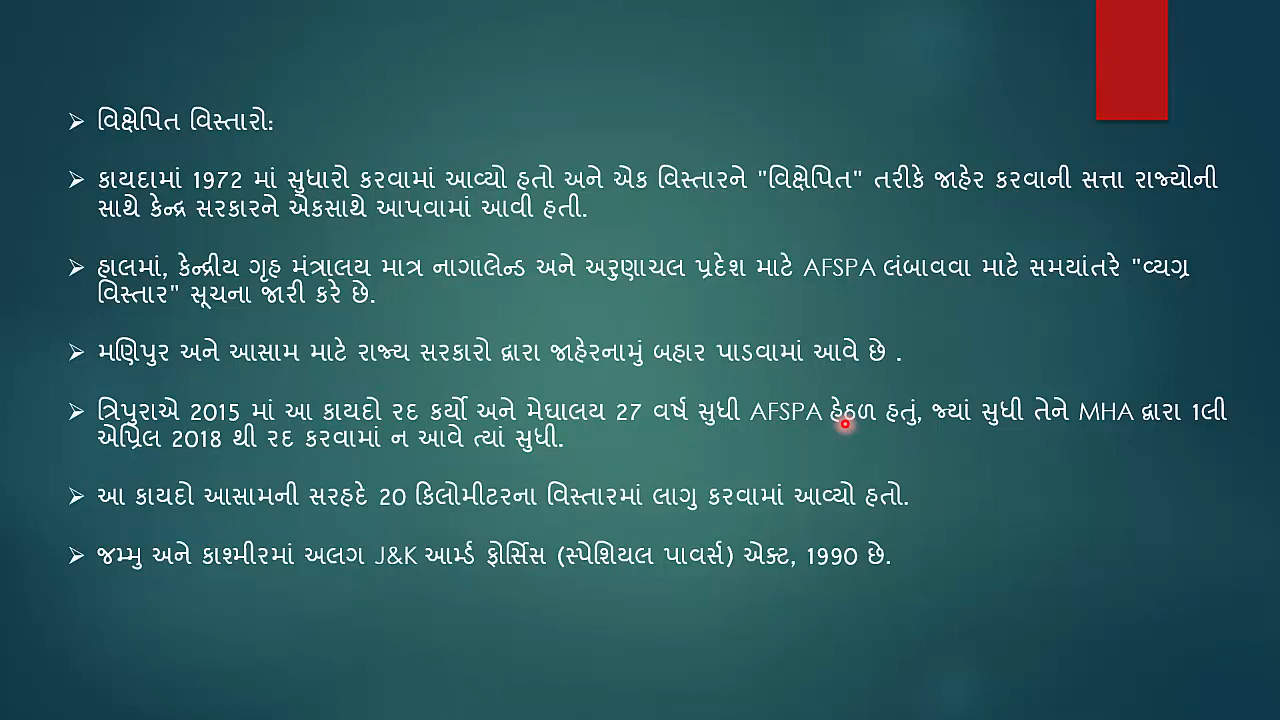 વિક્ષેપિત વિસ્તારો:
કાયદામાં 1972 માં સુધારો કરવામાં આવ્યો હતો અને એક વિસ્તારને "વિક્ષેપિત" તરીકે જાહેર કરવાની સત્તા રાજ્યોની
સાથે કેન્દ્ર સરકારને એકસાથે આપવામાં આવી હતી.
હાલમાં, કેન્દ્રીય ગૃહ મંત્રાલય માત્ર નાગાલેન્ડ અને અરુણાચલ પ્રદેશ માટે AFSPA લંબાવવા માટે સમયાંતરે "વ્યગ્ર
વિસ્તાર" સૂચના જારી કરે છે.
મણિપુર અને આસામ માટે રાજ્ય સરકારો દ્વારા જાહેરનામું બહાર પાડવામાં આવે છે .
ત્રિપુરાએ 2015 માં આ કાયદો રદ કર્યો અને મેઘાલય 27 વર્ષ સુધી AFSPA હેઠળ હતું, જ્યાં સુધી તેને MHA દ્વારા 1લી
એપ્રિલ 2018 થી રદ કરવામાં ન આવે ત્યાં સુધી.
આ કાયદો આસામની સરહદે 20 કિલોમીટરના વિસ્તારમાં લાગુ કરવામાં આવ્યો હતો.
જમ્મુ અને કાશ્મીરમાં અલગ J&K આર્મ્ડ ફોર્સિસ (સ્પેશિયલ પાવર્સ) એક્ટ, 1990 છે.